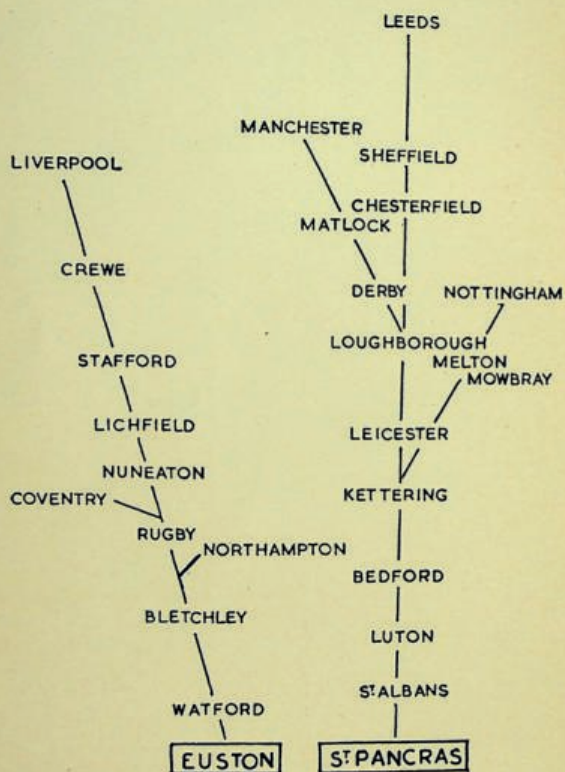 LEEDS
MANCHESTER
SHEFFIELD
LIVERPOOL
CHESTERFIELD
MATLOCK
CREWE
DERBY
NOTTINGHAM
LOUGHBOROUGH
STAFFORD
MELTON
MOWBRAY
LICHFIELD
LEICESTER
NUNEATON
COVENTRY
KETTERING
RUGBY
NORTHAMPTON
BEDFORD
BLETCHLEY
LUTON
ST ALBANS
WATFORD
EUSTON
ST PANCRAS